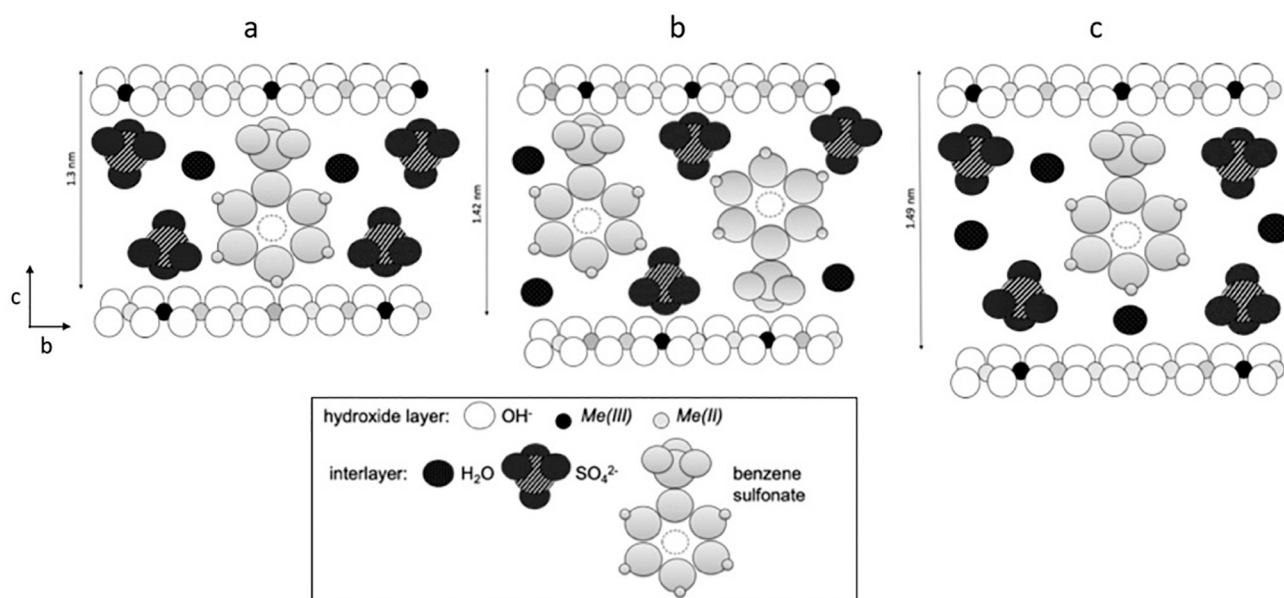 a
b
c
1.3 nm
1.42 nm
1.49 nm
c
b
hydroxide layer: OH⁻ Me(III) Me(II)
interlayer: H₂O SO₄²⁻ benzene
sulfonate